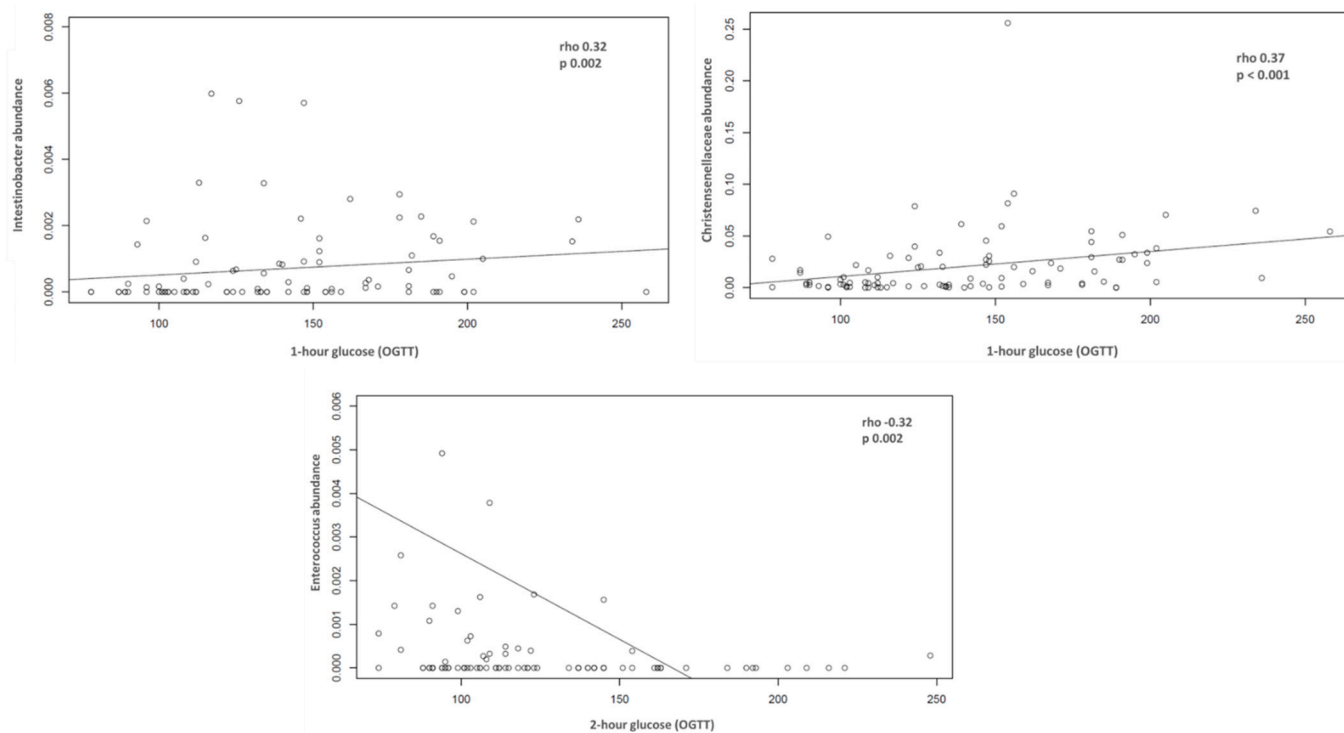 0.008
0.006
0.004
0.002
0.000
Intestinobacter abundance
rho 0.32
p 0.002
100
150
200
250
1-hour glucose (OGTT)
0.25
0.20
0.15
0.10
0.05
0.00
Christensenellaceae abundance
rho 0.37
p < 0.001
100
150
200
250
1-hour glucose (OGTT)
0.006
0.005
0.004
0.003
0.002
0.001
0.000
Enterococcus abundance
rho -0.32
p 0.002
100
150
200
250
2-hour glucose (OGTT)